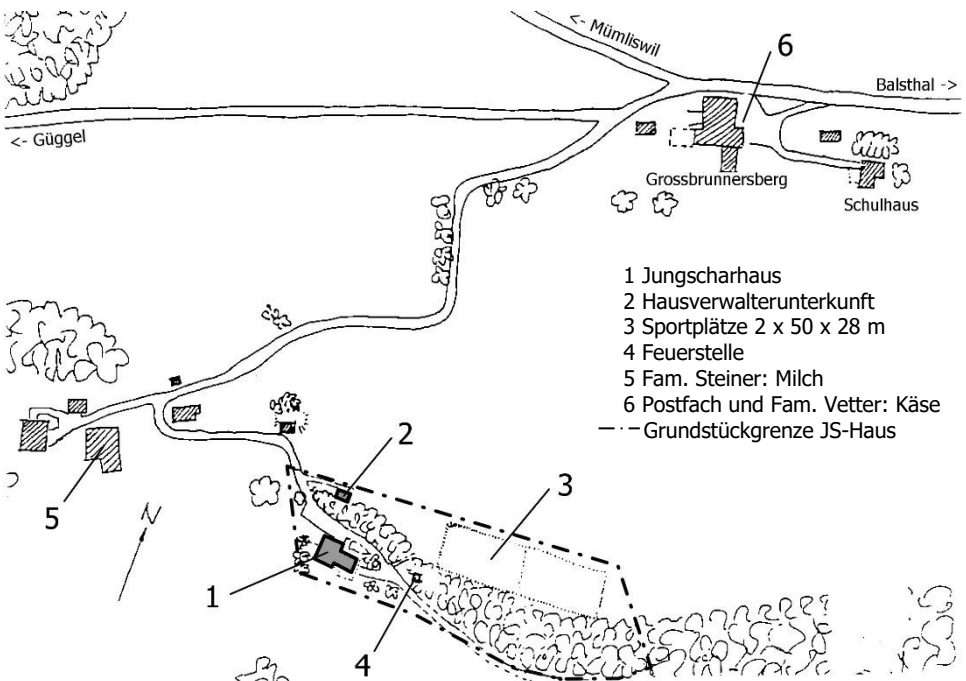 <- Mümliswil
6
Balsthal ->
<- Güggel
Grossbrunnersberg
Schulhaus
1 Jungscharhaus
2 Hausverwalterunterkunft
3 Sportplätze 2 x 50 x 28 m
4 Feuerstelle
5 Fam. Steiner: Milch
6 Postfach und Fam. Vetter: Käse
Grundstückgrenze JS-Haus
2
3
5
N
1
4